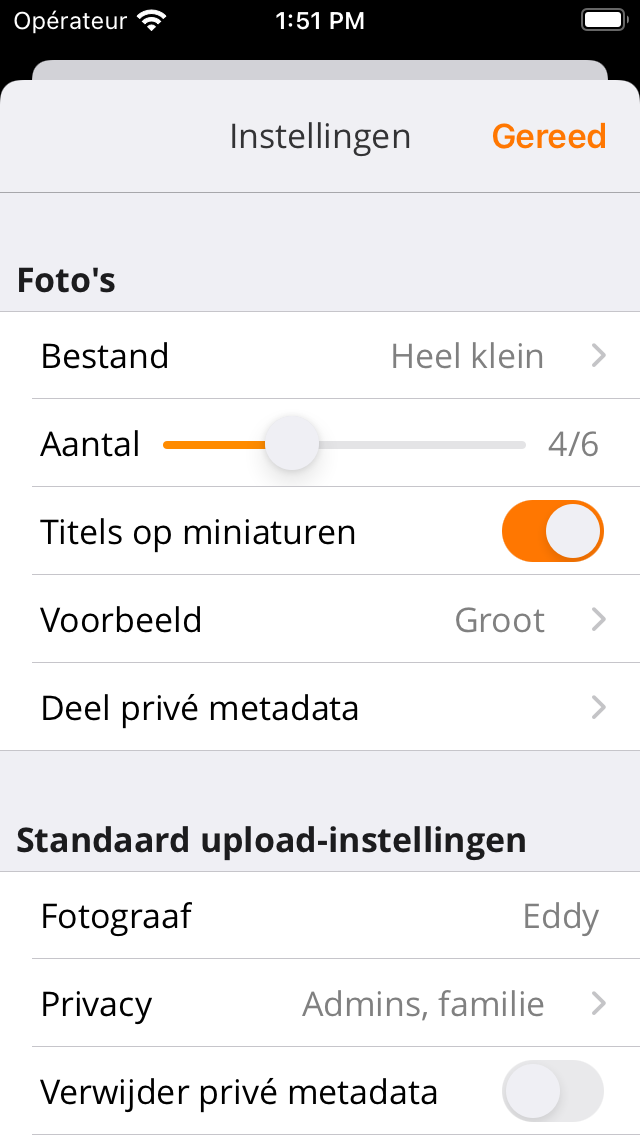 Opérateur 1:51 PM
Instellingen Gereed
Foto's
Bestand Heel klein
Aantal 4/6
Titels op miniaturen
Voorbeeld Groot
Deel privé metadata
Standaard upload-instellingen
Fotograaf Eddy
Privacy Admins, familie
Verwijder privé metadata